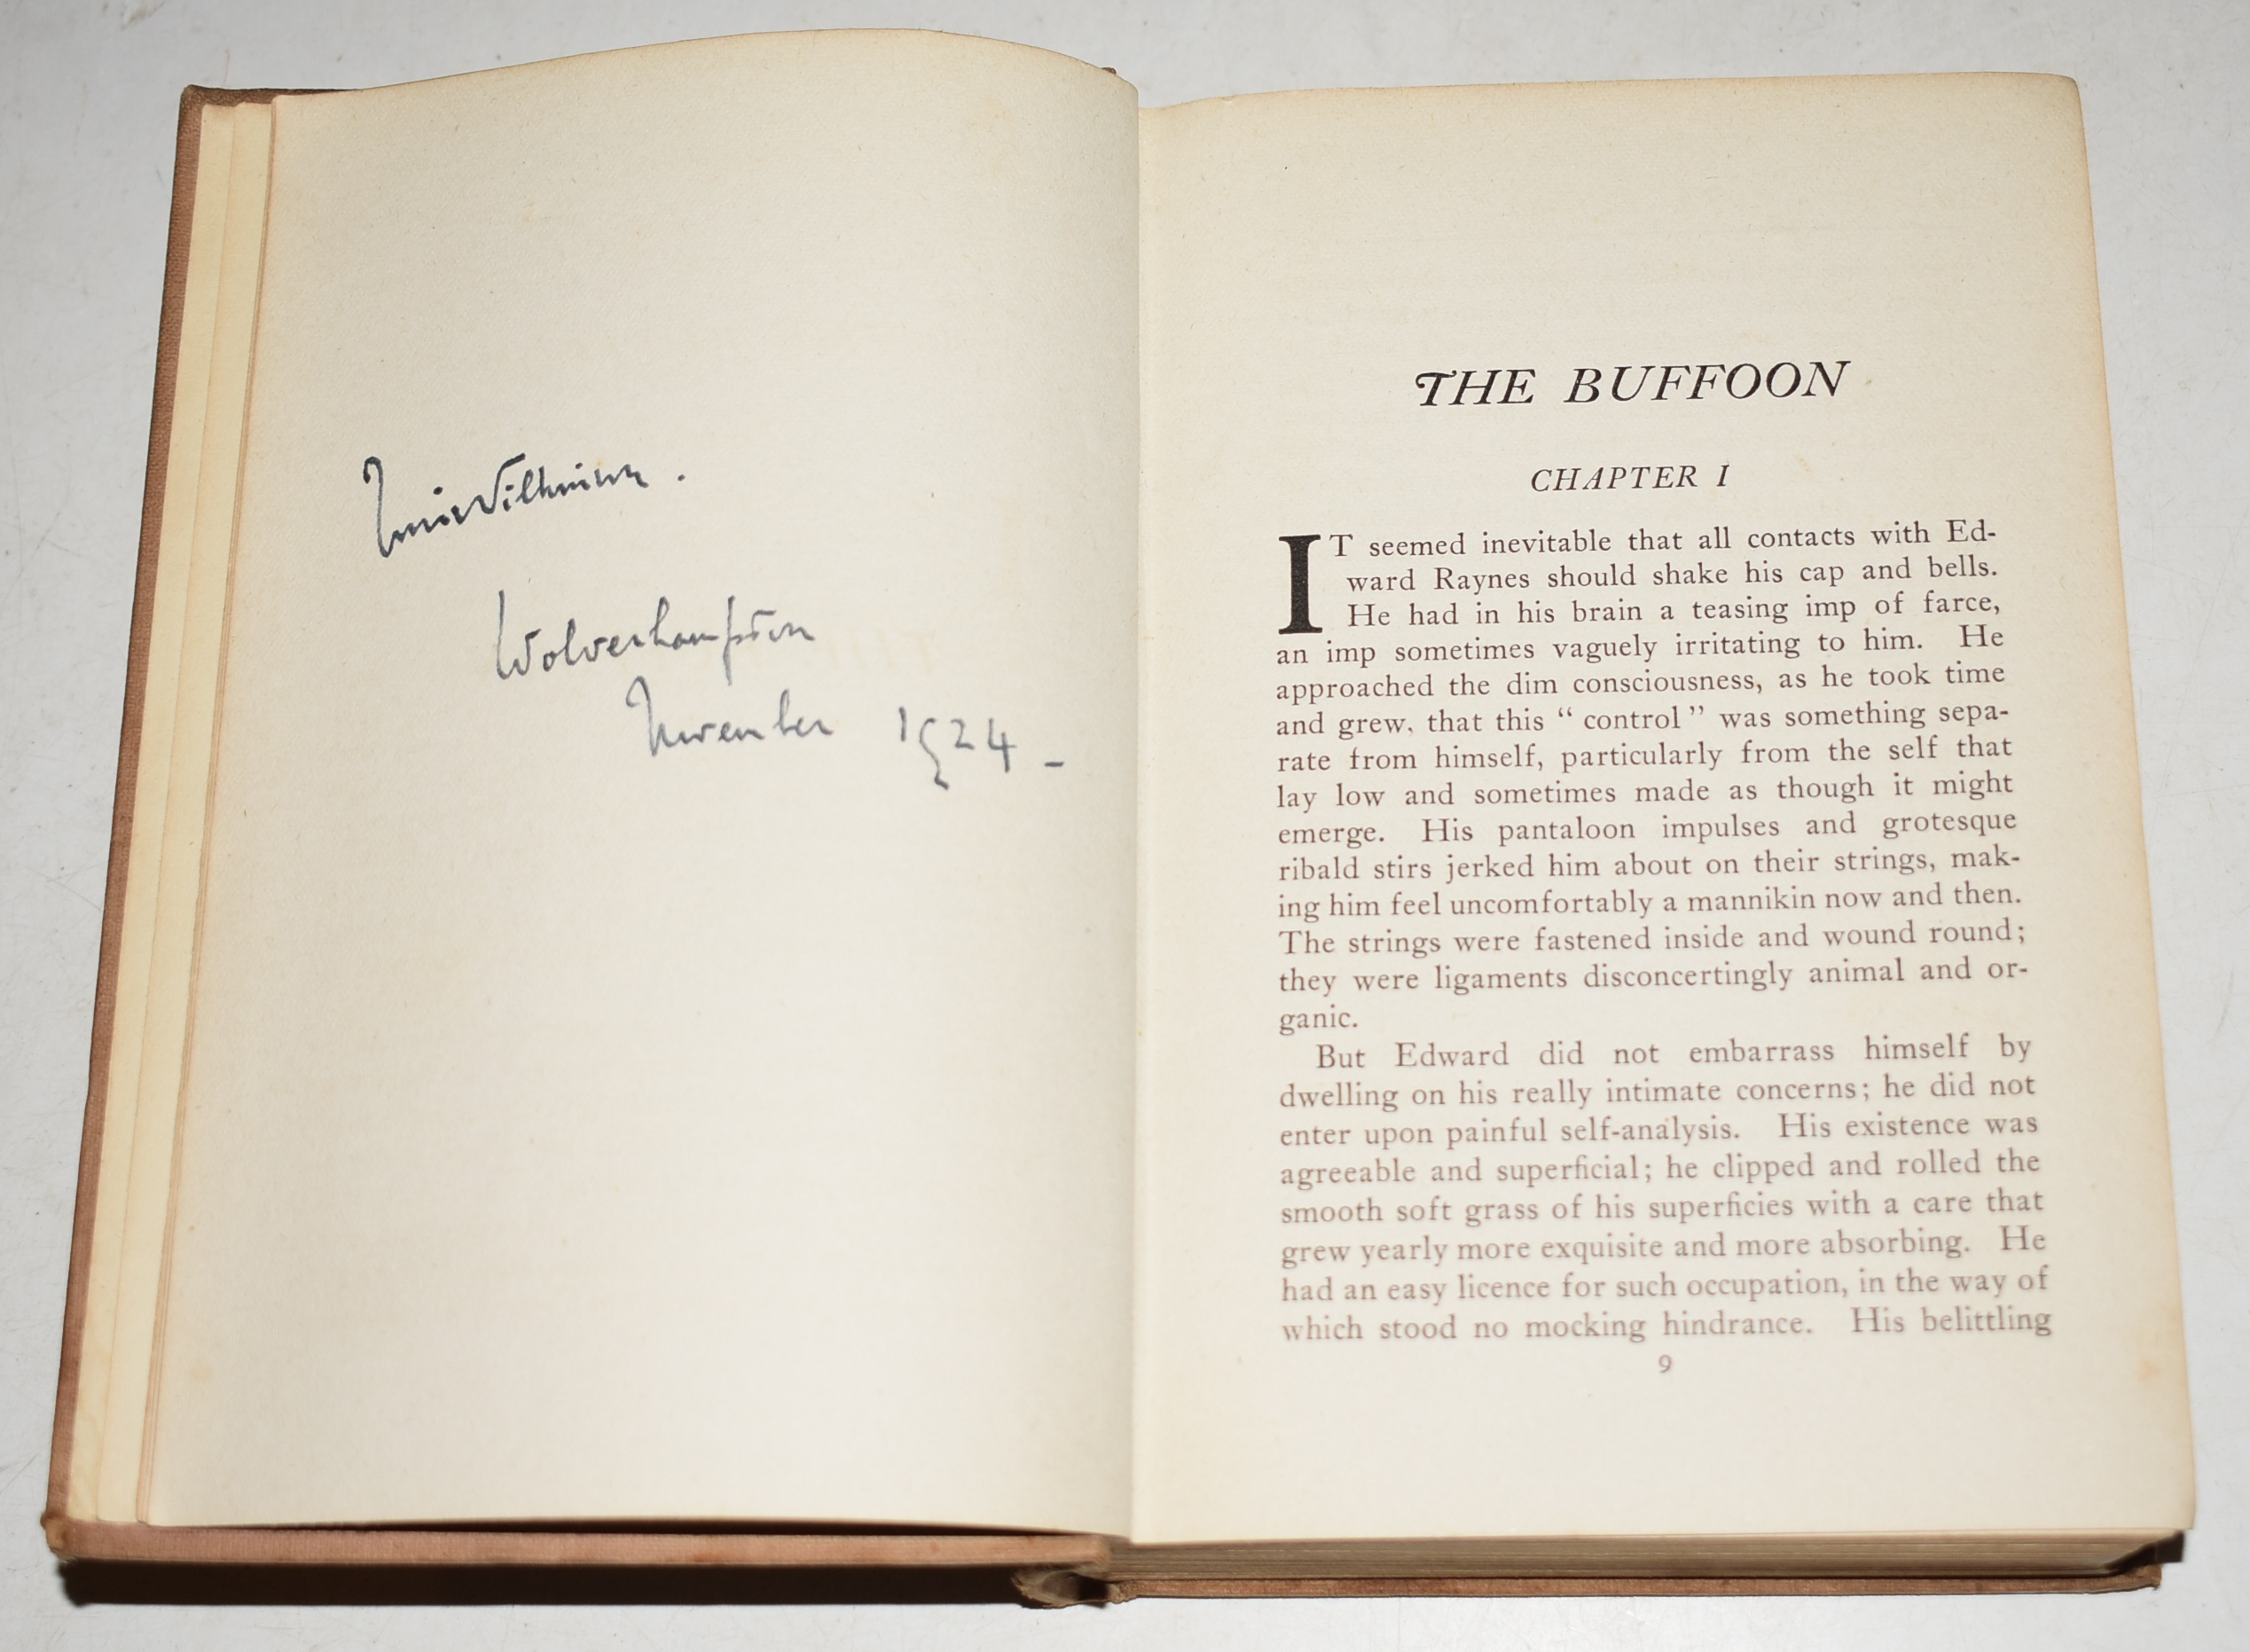 Louis Wilkinson.
Wolverhampton
November 1924 -
THE BUFFOON
CHAPTER I
IT seemed inevitable that all contacts with Ed-
ward Raynes should shake his cap and bells.
He had in his brain a teasing imp of farce,
an imp sometimes vaguely irritating to him. He
approached the dim consciousness, as he took time
and grew, that this “ control ” was something sepa-
rate from himself, particularly from the self that
lay low and sometimes made as though it might
emerge. His pantaloon impulses and grotesque
ribald stirs jerked him about on their strings, mak-
ing him feel uncomfortably a mannikin now and then.
The strings were fastened inside and wound round;
they were ligaments disconcertingly animal and or-
ganic.
But Edward did not embarrass himself by
dwelling on his really intimate concerns; he did not
enter upon painful self-analysis. His existence was
agreeable and superficial; he clipped and rolled the
smooth soft grass of his superficies with a care that
grew yearly more exquisite and more absorbing. He
had an easy licence for such occupation, in the way of
which stood no mocking hindrance. His belittling
9